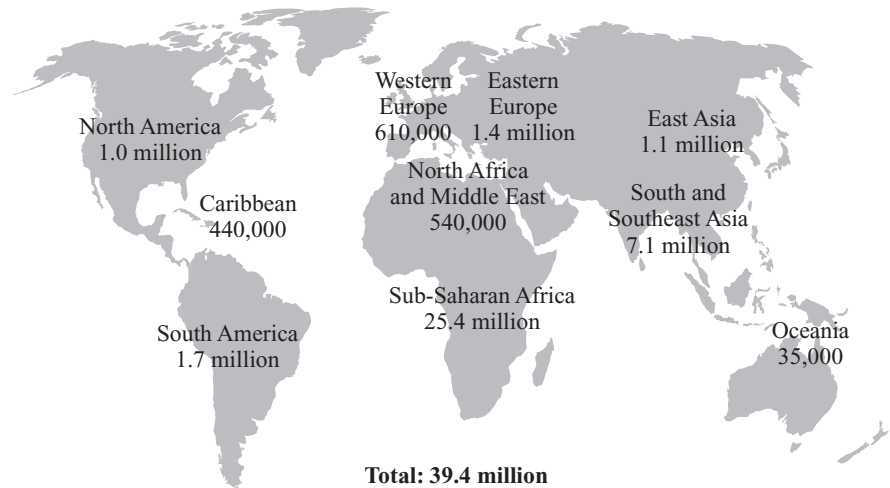 North America
1.0 million
Caribbean
440,000
South America
1.7 million
Western
Europe
610,000
Eastern
Europe
1.4 million
North Africa
and Middle East
540,000
Sub-Saharan Africa
25.4 million
East Asia
1.1 million
South and
Southeast Asia
7.1 million
Oceania
35,000
Total: 39.4 million